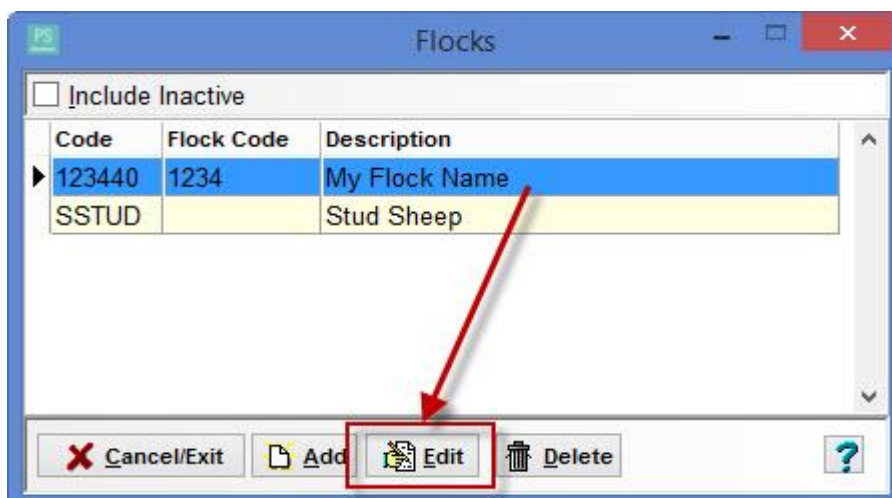 PS Flocks
Include Inactive
Code Flock Code Description
123440 1234 My Flock Name
SSTUD Stud Sheep
Cancel/Exit Add Edit Delete ?